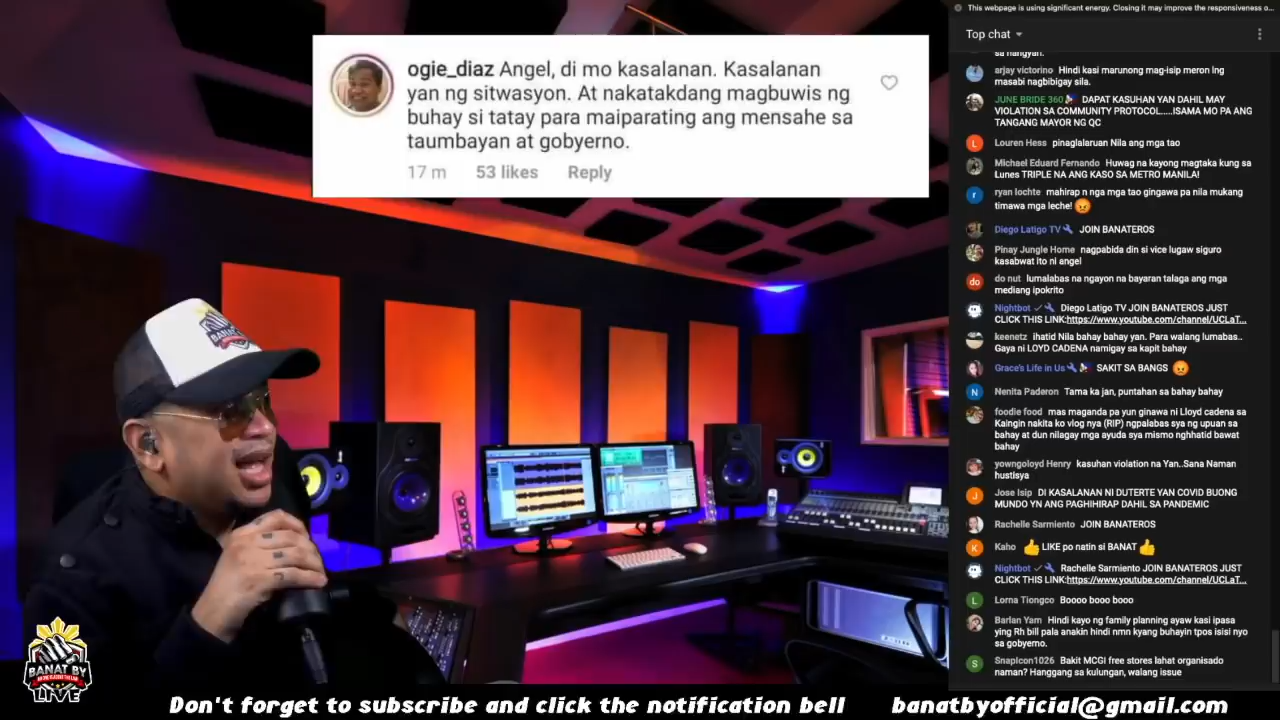 This webpage is using significant energy. Closing it may improve the responsiveness o...
Top chat
ogie_diaz Angel, di mo kasalanan. Kasalanan
yan ng sitwasyon. At nakatakdang magbuwis ng
buhay si tatay para maiparating ang mensahe sa
taumbayan at gobyerno.
17 m 53 likes Reply
sa nangyari.
arjay victorino Hindi kasi marunong mag-isip meron lng
masabi nagbibigay sila.
JUNE BRIDE 360 DAPAT KASUHAN YAN DAHIL MAY
VIOLATION SA COMMUNITY PROTOCOL.....ISAMA MO PA ANG
TANGANG MAYOR NG QC
Louren Hess pinaglalaruan Nila ang mga tao
Michael Eduard Fernando Huwag na kayong magtaka kung sa
Lunes TRIPLE NA ANG KASO SA METRO MANILA!
ryan lochte mahirip n nga mga tao gingawa pa nila mukang
timawa mga leche!
Diego Latigo TV JOIN BANATEROS
Pinay Jungle Home nagpabida din si vice lugaw siguro
kasabwat ito ni angel
do nut lumalabas na ngayon na bayaran talaga ang mga
mediang ipokrito
Nightbot Diego Latigo TV JOIN BANATEROS JUST
CLICK THIS LINK:https://www.youtube.com/channel/UCLaT...
keenetz ihatid Nila bahay bahay yan. Para walang lumabas..
Gaya ni LOYD CADENA namigay sa kapit bahay
Grace's Life in Us SAKIT SA BANGS
Nenita Paderon Tama ka jan, puntahan sa bahay bahay
foodie food mas maganda pa yun ginawa ni Lloyd cadena sa
Kaingin nakita ko vlog nya (RIP) ngpalabas sya ng upuan sa
bahay at dun nilagay mga ayuda sya mismo nghhatid bawat
bahay
yowngoloyd Henry kasuhan violation na Yan..Sana Naman
hustisya
Jose Isip DI KASALANAN NI DUTERTE YAN COVID BUONG
MUNDO YN ANG PAGHIHIRAP DAHIL SA PANDEMIC
Rachelle Sarmiento JOIN BANATEROS
Kaho LIKE po natin si BANAT
Nightbot Rachelle Sarmiento JOIN BANATEROS JUST
CLICK THIS LINK:https://www.youtube.com/channel/UCLaT...
Lorna Tiongco Boooo booo booo
Barlan Yam Hindi kayo ng family planning ayaw kasi ipasa
ying Rh bill pala anakin hindi nmn kyang buhayin tpos isisi nyo
sa gobyerno.
SnapIcon1026 Bakit MCGI free stores lahat organisado
naman? Hanggang sa kulungan, walang issue
BANAT BY
LIVE
Don't forget to subscribe and click the notification bell banatbyofficial@gmail.com